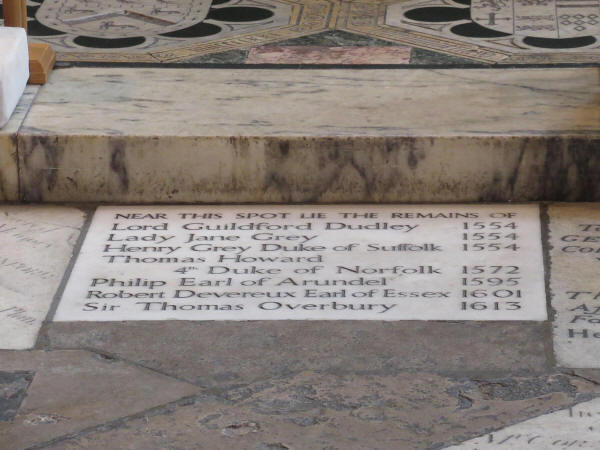 NEAR THIS SPOT LIE THE REMAINS OF
Lord Guildford Dudley 1554
Lady Jane Grey 1554
Henry Grey Duke of Suffolk 1554
Thomas Howard
4th Duke of Norfolk 1572
Philip Earl of Arundel 1595
Robert Devereux Earl of Essex 1601
Sir Thomas Overbury 1613